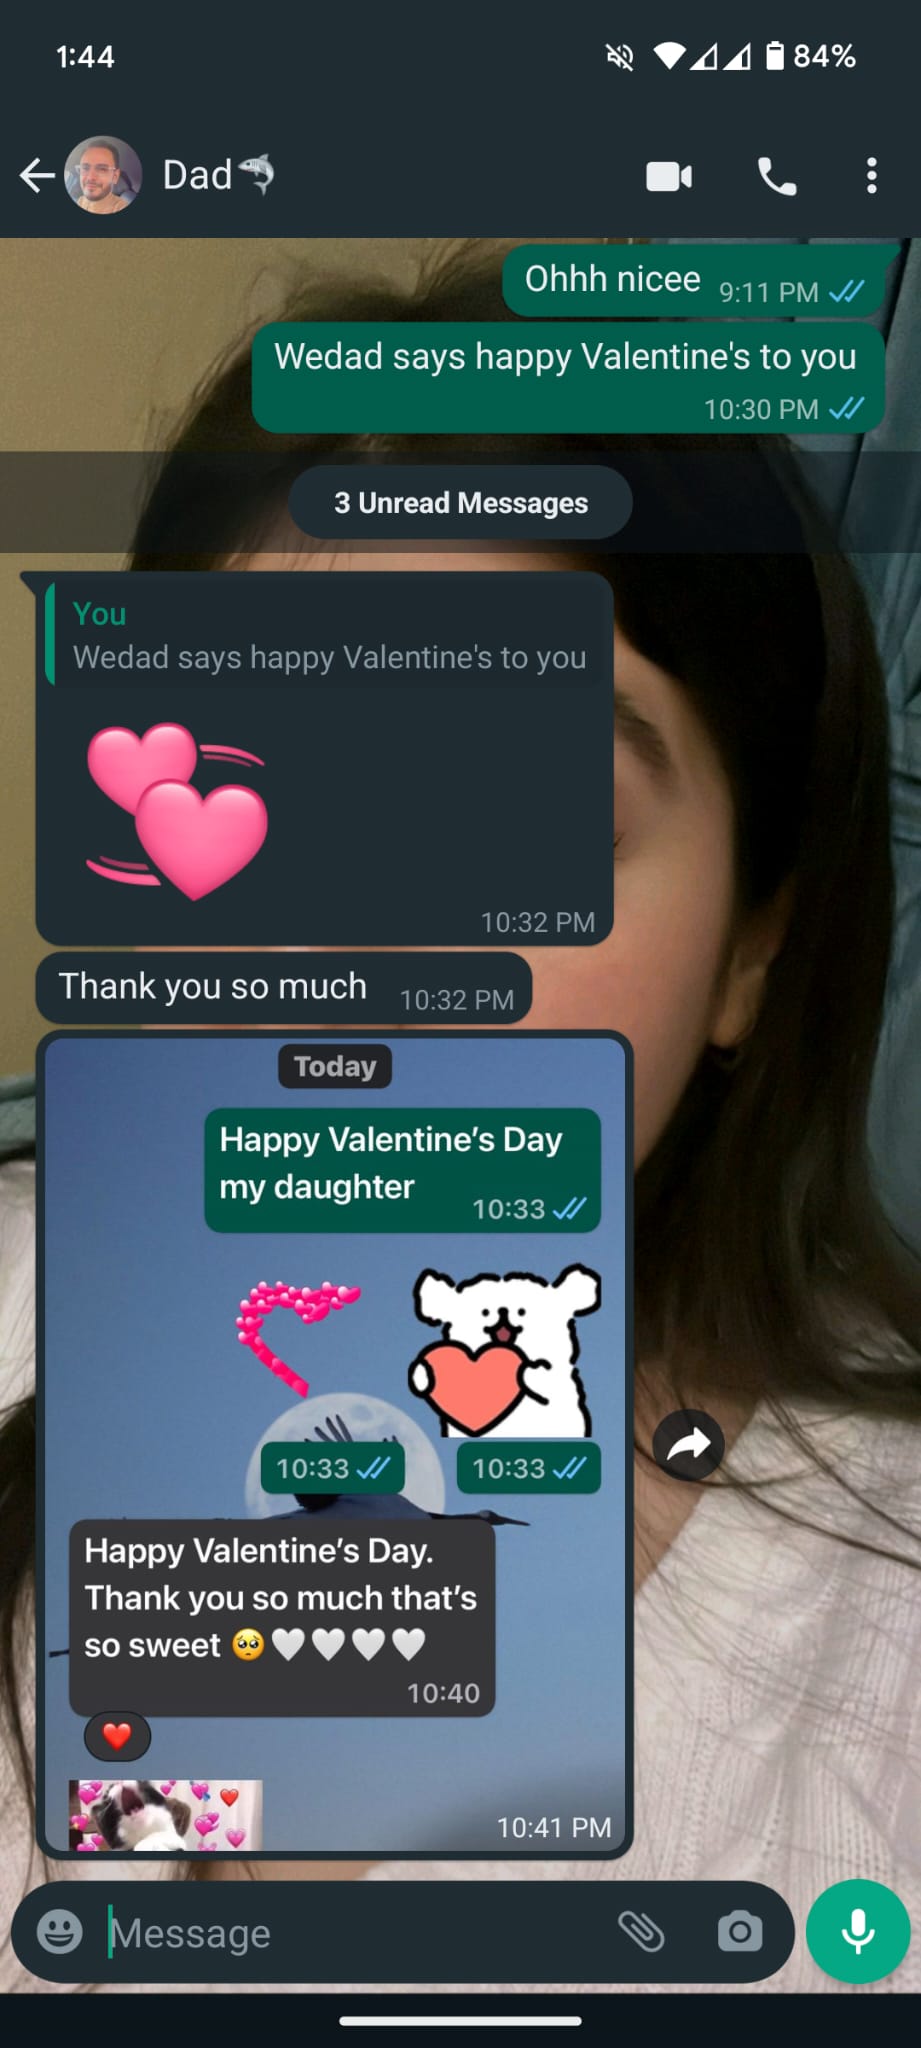 1:44
84%
Dad🦈
Ohhh nicee 9:11 PM
Wedad says happy Valentine's to you
10:30 PM
3 Unread Messages
You
Wedad says happy Valentine's to you
💞
10:32 PM
Thank you so much 10:32 PM
Today
Happy Valentine’s Day
my daughter
10:33
10:33 10:33
Happy Valentine’s Day.
Thank you so much that’s
so sweet 🥺🤍🤍🤍🤍
10:40
❤️
10:41 PM
Message